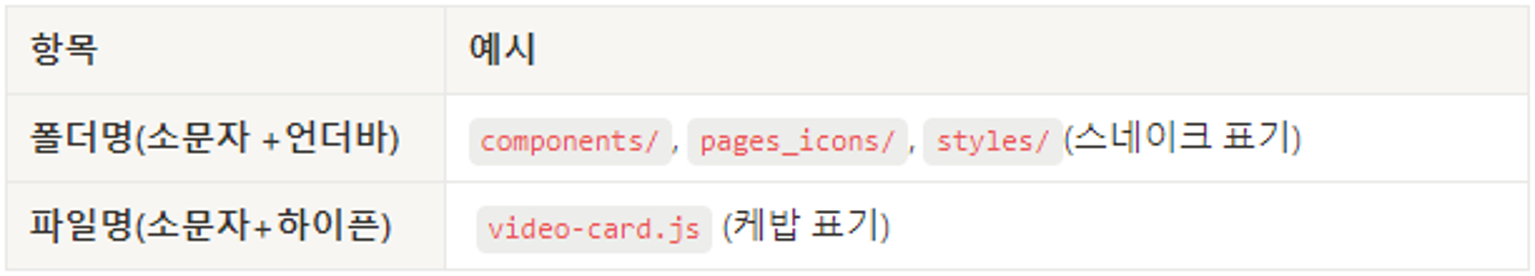 항목 예시
폴더명(소문자 +언더바) components/, pages_icons/, styles/(스네이크 표기)
파일명(소문자+하이픈) video-card.js (케밥 표기)